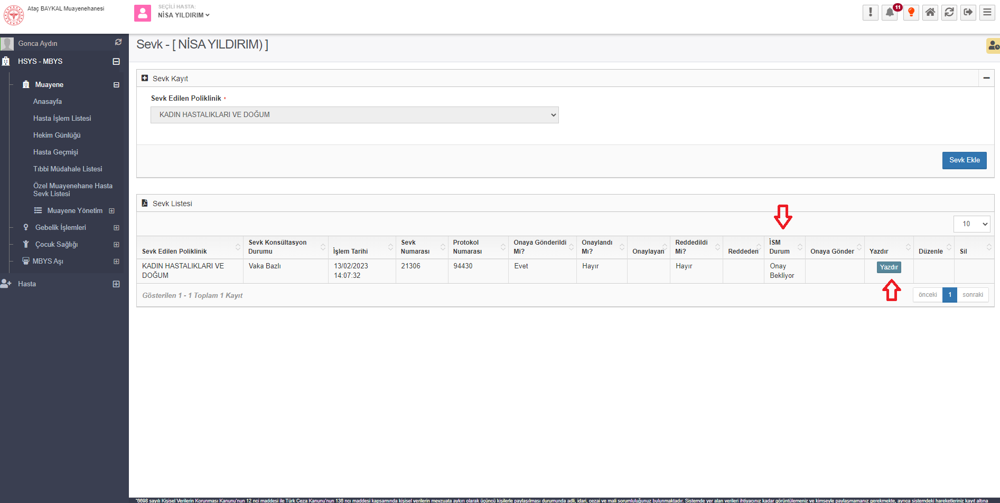 Ataç BAYKAL Muayenehanesi
SEÇİLİ HASTA:
NİSA YILDIRIM
11
Gonca Aydın
HSYS - MBYS
Muayene
Anasayfa
Hasta İşlem Listesi
Hekim Günlüğü
Hasta Geçmişi
Tıbbi Müdahale Listesi
Özel Muayenehane Hasta
Sevk Listesi
Muayene Yönetim
Gebelik İşlemleri
Çocuk Sağlığı
MBYS Aşı
Hasta
Sevk - [ NİSA YILDIRIM) ]
Sevk Kayıt
Sevk Edilen Poliklinik *
KADIN HASTALIKLARI VE DOĞUM
Sevk Ekle
Sevk Listesi
10
Sevk Edilen Poliklinik
Sevk Konsültasyon
Durumu
İşlem Tarihi
Sevk
Numarası
Protokol
Numarası
Onaya Gönderildi
Mi?
Onaylandı
Mı?
Onaylayan
Reddedildi
Mi?
Reddeden
İSM
Durum
Onaya Gönder
Yazdır
Düzenle
Sil
KADIN HASTALIKLARI VE
DOĞUM
Vaka Bazlı
13/02/2023
14:07:32
21306
94430
Evet
Hayır
Hayır
Onay
Bekliyor
Yazdır
Gösterilen 1 - 1 Toplam 1 Kayıt
önceki
1
sonraki
"6698 sayılı Kişisel Verilerin Korunması Kanunu'nun 12 nci maddesi ile Türk Ceza Kanunu'nun 136 ncı maddesi kapsamında kişisel verilerin mevzuata aykırı olarak üçüncü kişilerle paylaşılması durumunda adli, idari, cezai ve mali sorumluluğunuz bulunmaktadır. Sistemde yer alan verileri ihtiyacınız kadar görüntülemeniz ve kimseyle paylaşmamanız gerekmekte, ayrıca sistemdeki hareketleriniz kayıt altına